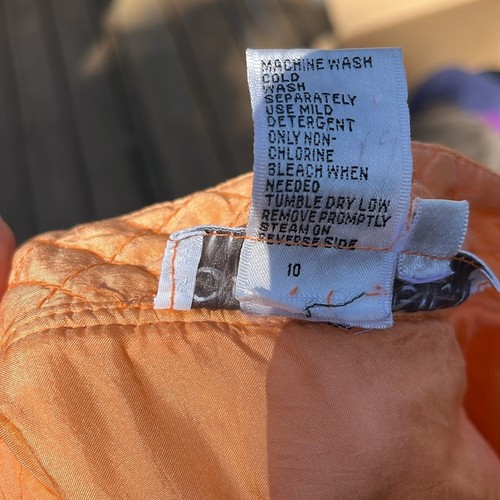 MACHINE WASH
COLD
WASH
SEPARATELY
USE MILD
DETERGENT
ONLY NON-
CHLORINE
BLEACH WHEN
NEEDED
TUMBLE DRY LOW
REMOVE PROMPTLY
STEAM ON
REVERSE SIDE
10